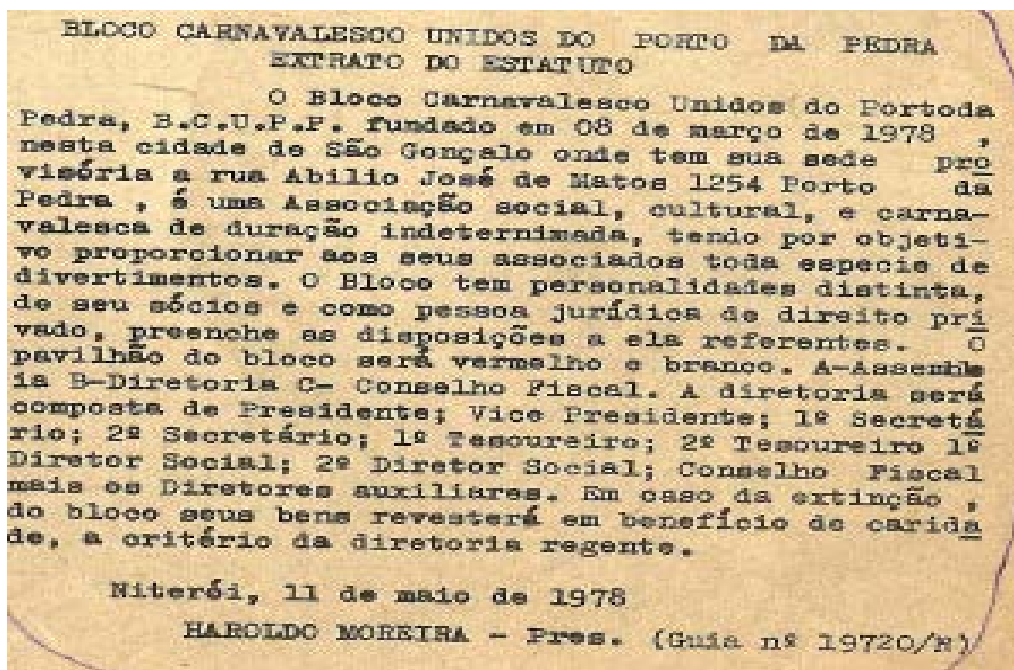 BLOCO CARNAVALESCO UNIDOS DO PORTO DA PEDRA
EXTRATO DO ESTATUTO
O Bloco Carnavalesco Unidos do Portoda
Pedra, B.C.U.P.P. fundado em 08 de março de 1978 ,
nesta cidade de São Gonçalo onde tem sua sede pro
visória a rua Abilio José de Matos 1254 Porto da
Pedra , é uma Associação social, cultural, e carna-
valesca de duração indeternimada, tendo por objeti-
vo proporcionar aos seus associados toda especie de
divertimentos. O Bloco tem personalidades distinta,
de seu sócios e como pessoa jurídica de direito pri
vado, preenche as disposições a ela referentes. O
pavilhão do bloco será vermelho e branco. A-Assemble
ia B-Diretoria C- Conselho Fiscal. A diretoria será
composta de Presidente; Vice Presidente; 1º Secretá
rio; 2º Secretário; 1º Tesoureiro; 2º Tesoureiro 1º
Diretor Social; 2º Diretor Social; Conselho Fiscal
mais os Diretores auxiliares. Em caso da extinção ,
do bloco seus bens revesterá em benefício de carida
de, a critério da diretoria regente.
Niterói, 11 de maio de 1978
HAROLDO MOREIRA - Pres. (Guia nº 19720/R)